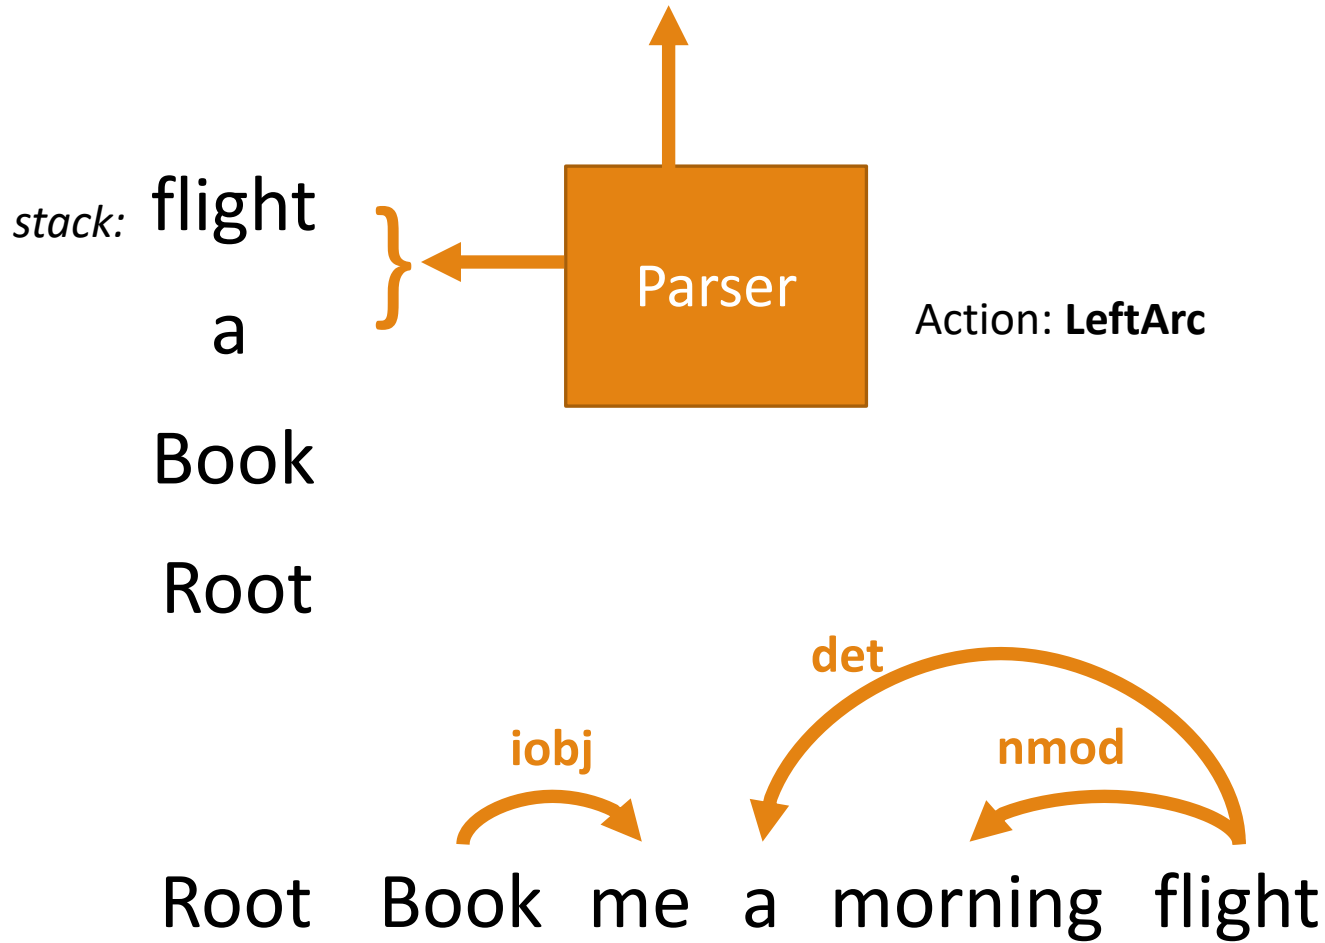 stack: flight
a
Book
Root
Parser
Action: LeftArc
det
iobj
nmod
Root Book me a morning flight